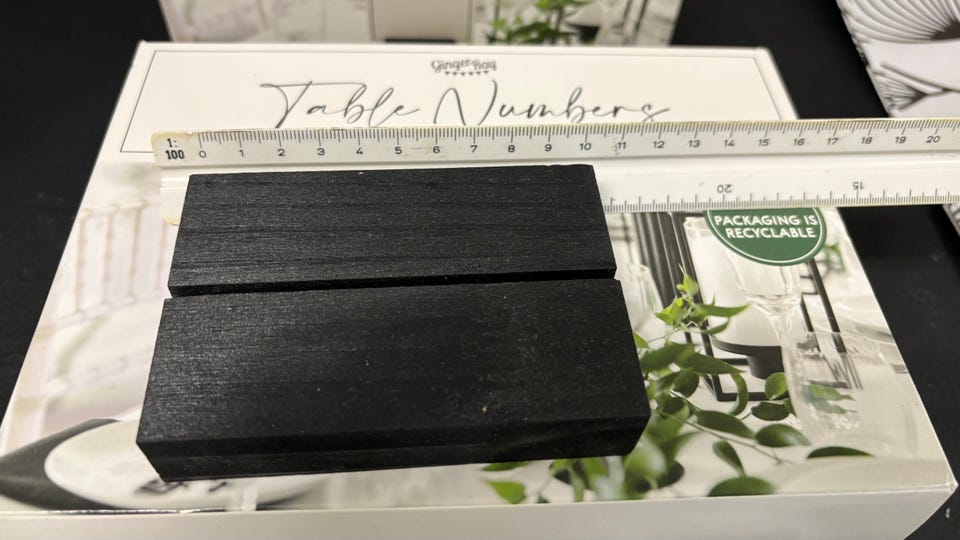 Ginger Ray
Table Numbers
1:
100
0 1 2 3 4 5 6 7 8 9 10 11 12 13 14 15 16 17 18 19 20
20 15
PACKAGING IS
RECYCLABLE